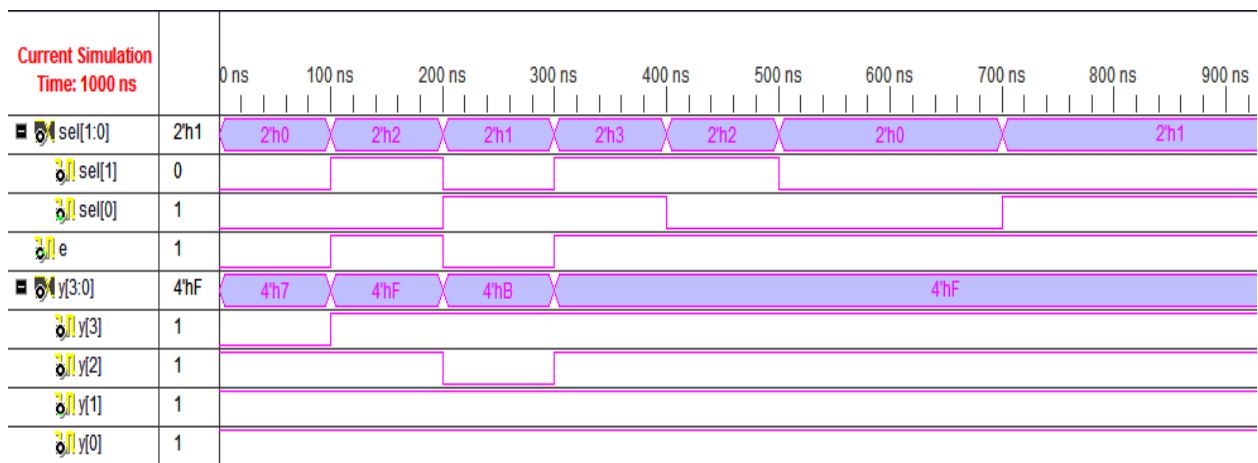 Current Simulation
Time: 1000 ns
0 ns 100 ns 200 ns 300 ns 400 ns 500 ns 600 ns 700 ns 800 ns 900 ns
sel[1:0] 2'h1 2'h0 2'h2 2'h1 2'h3 2'h2 2'h0 2'h1
sel[1] 0
sel[0] 1
e 1
y[3:0] 4'hF 4'h7 4'hF 4'hB 4'hF
y[3] 1
y[2] 1
y[1] 1
y[0] 1